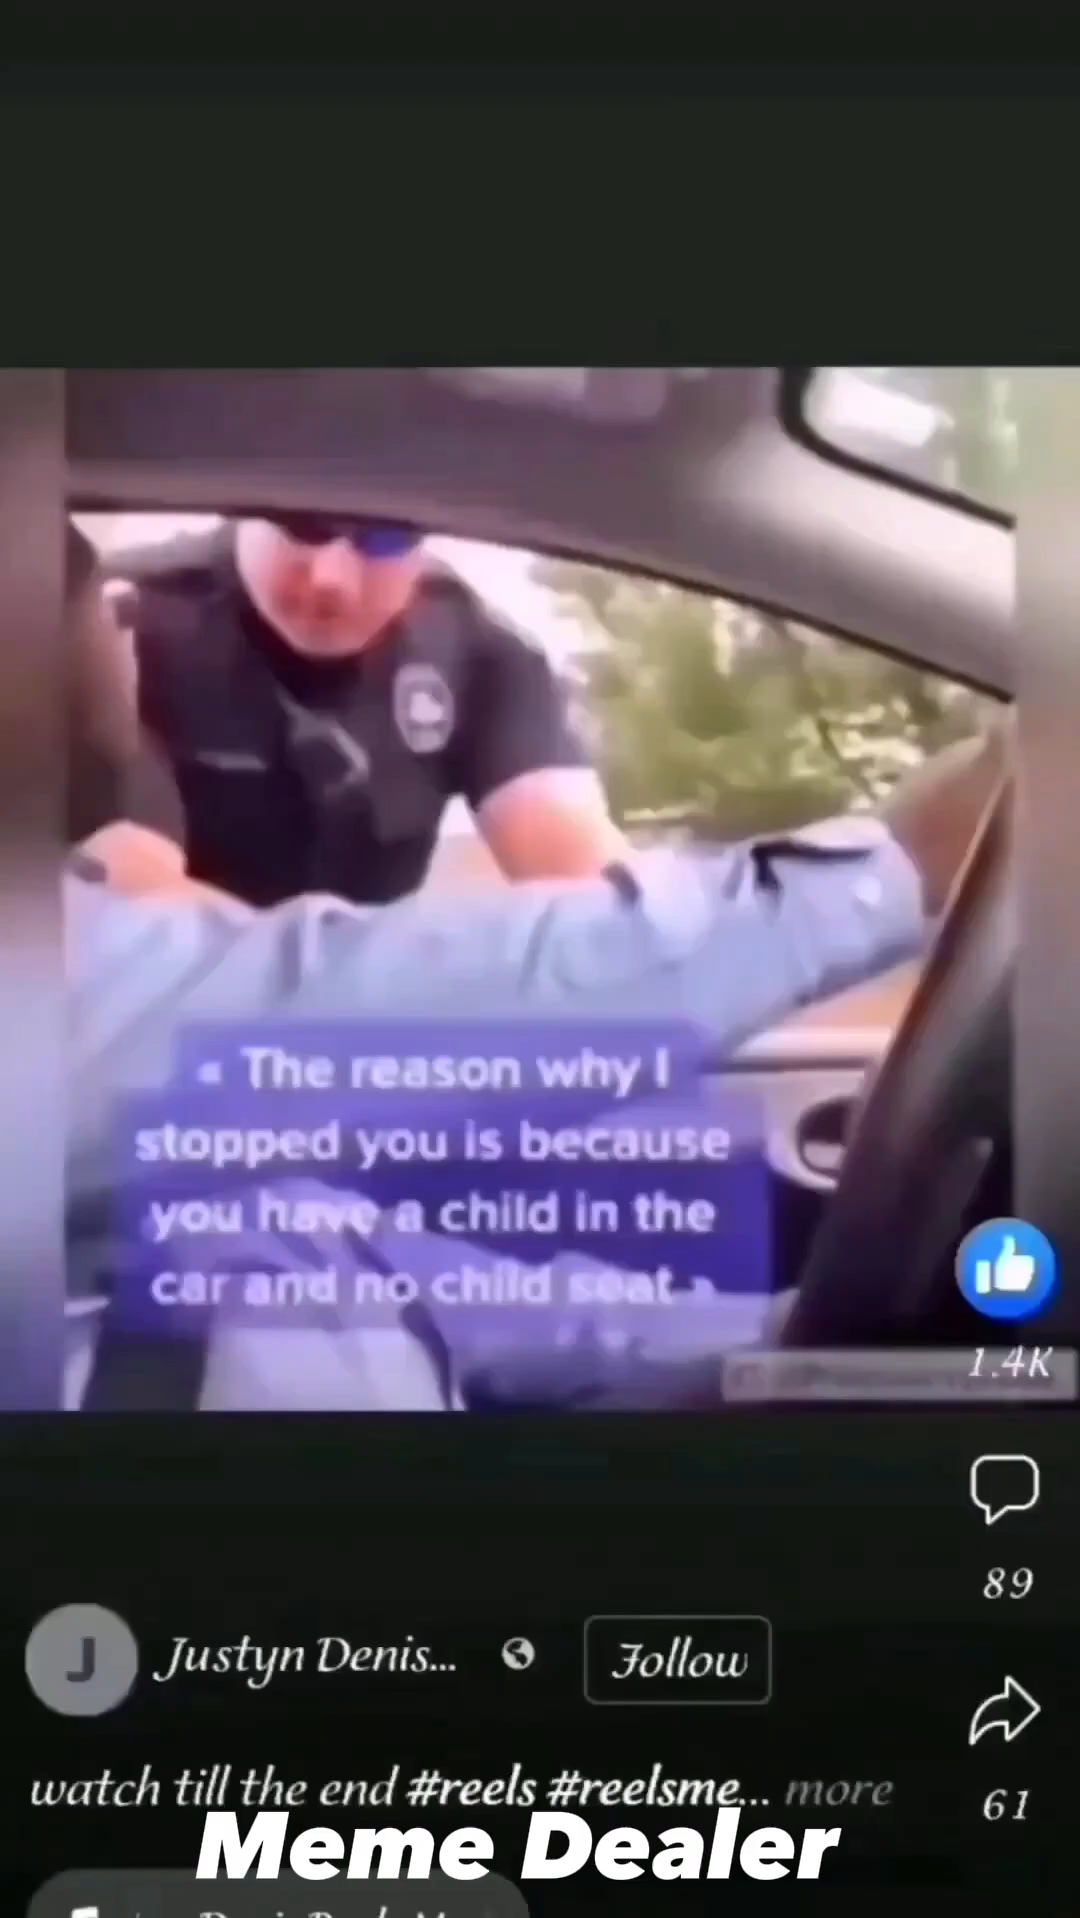 « The reason why I
stopped you is because
you have a child in the
car and no child seat »
1.4K
89
J
Justyn Denis...
Follow
watch till the end #reels #reelsme... more
61
Meme Dealer